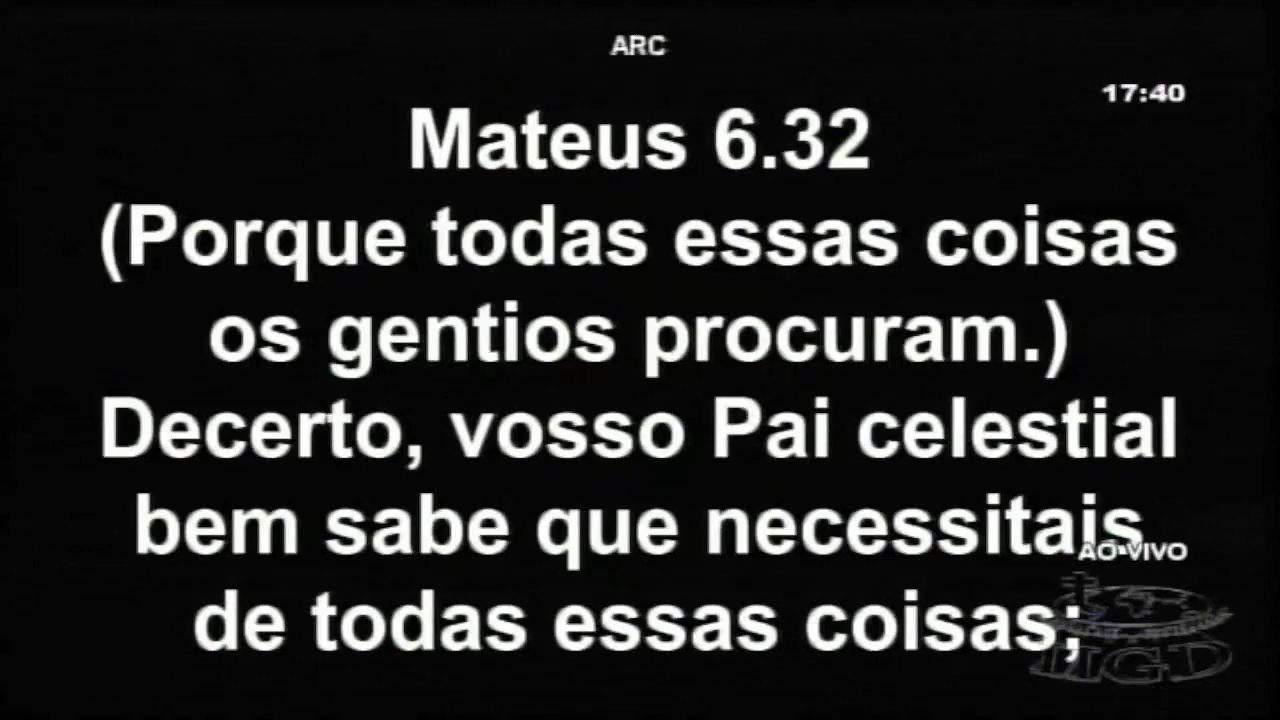 ARC
17:40
Mateus 6.32
(Porque todas essas coisas
os gentios procuram.)
Decerto, vosso Pai celestial
bem sabe que necessitais
AO VIVO
de todas essas coisas;
IIGD